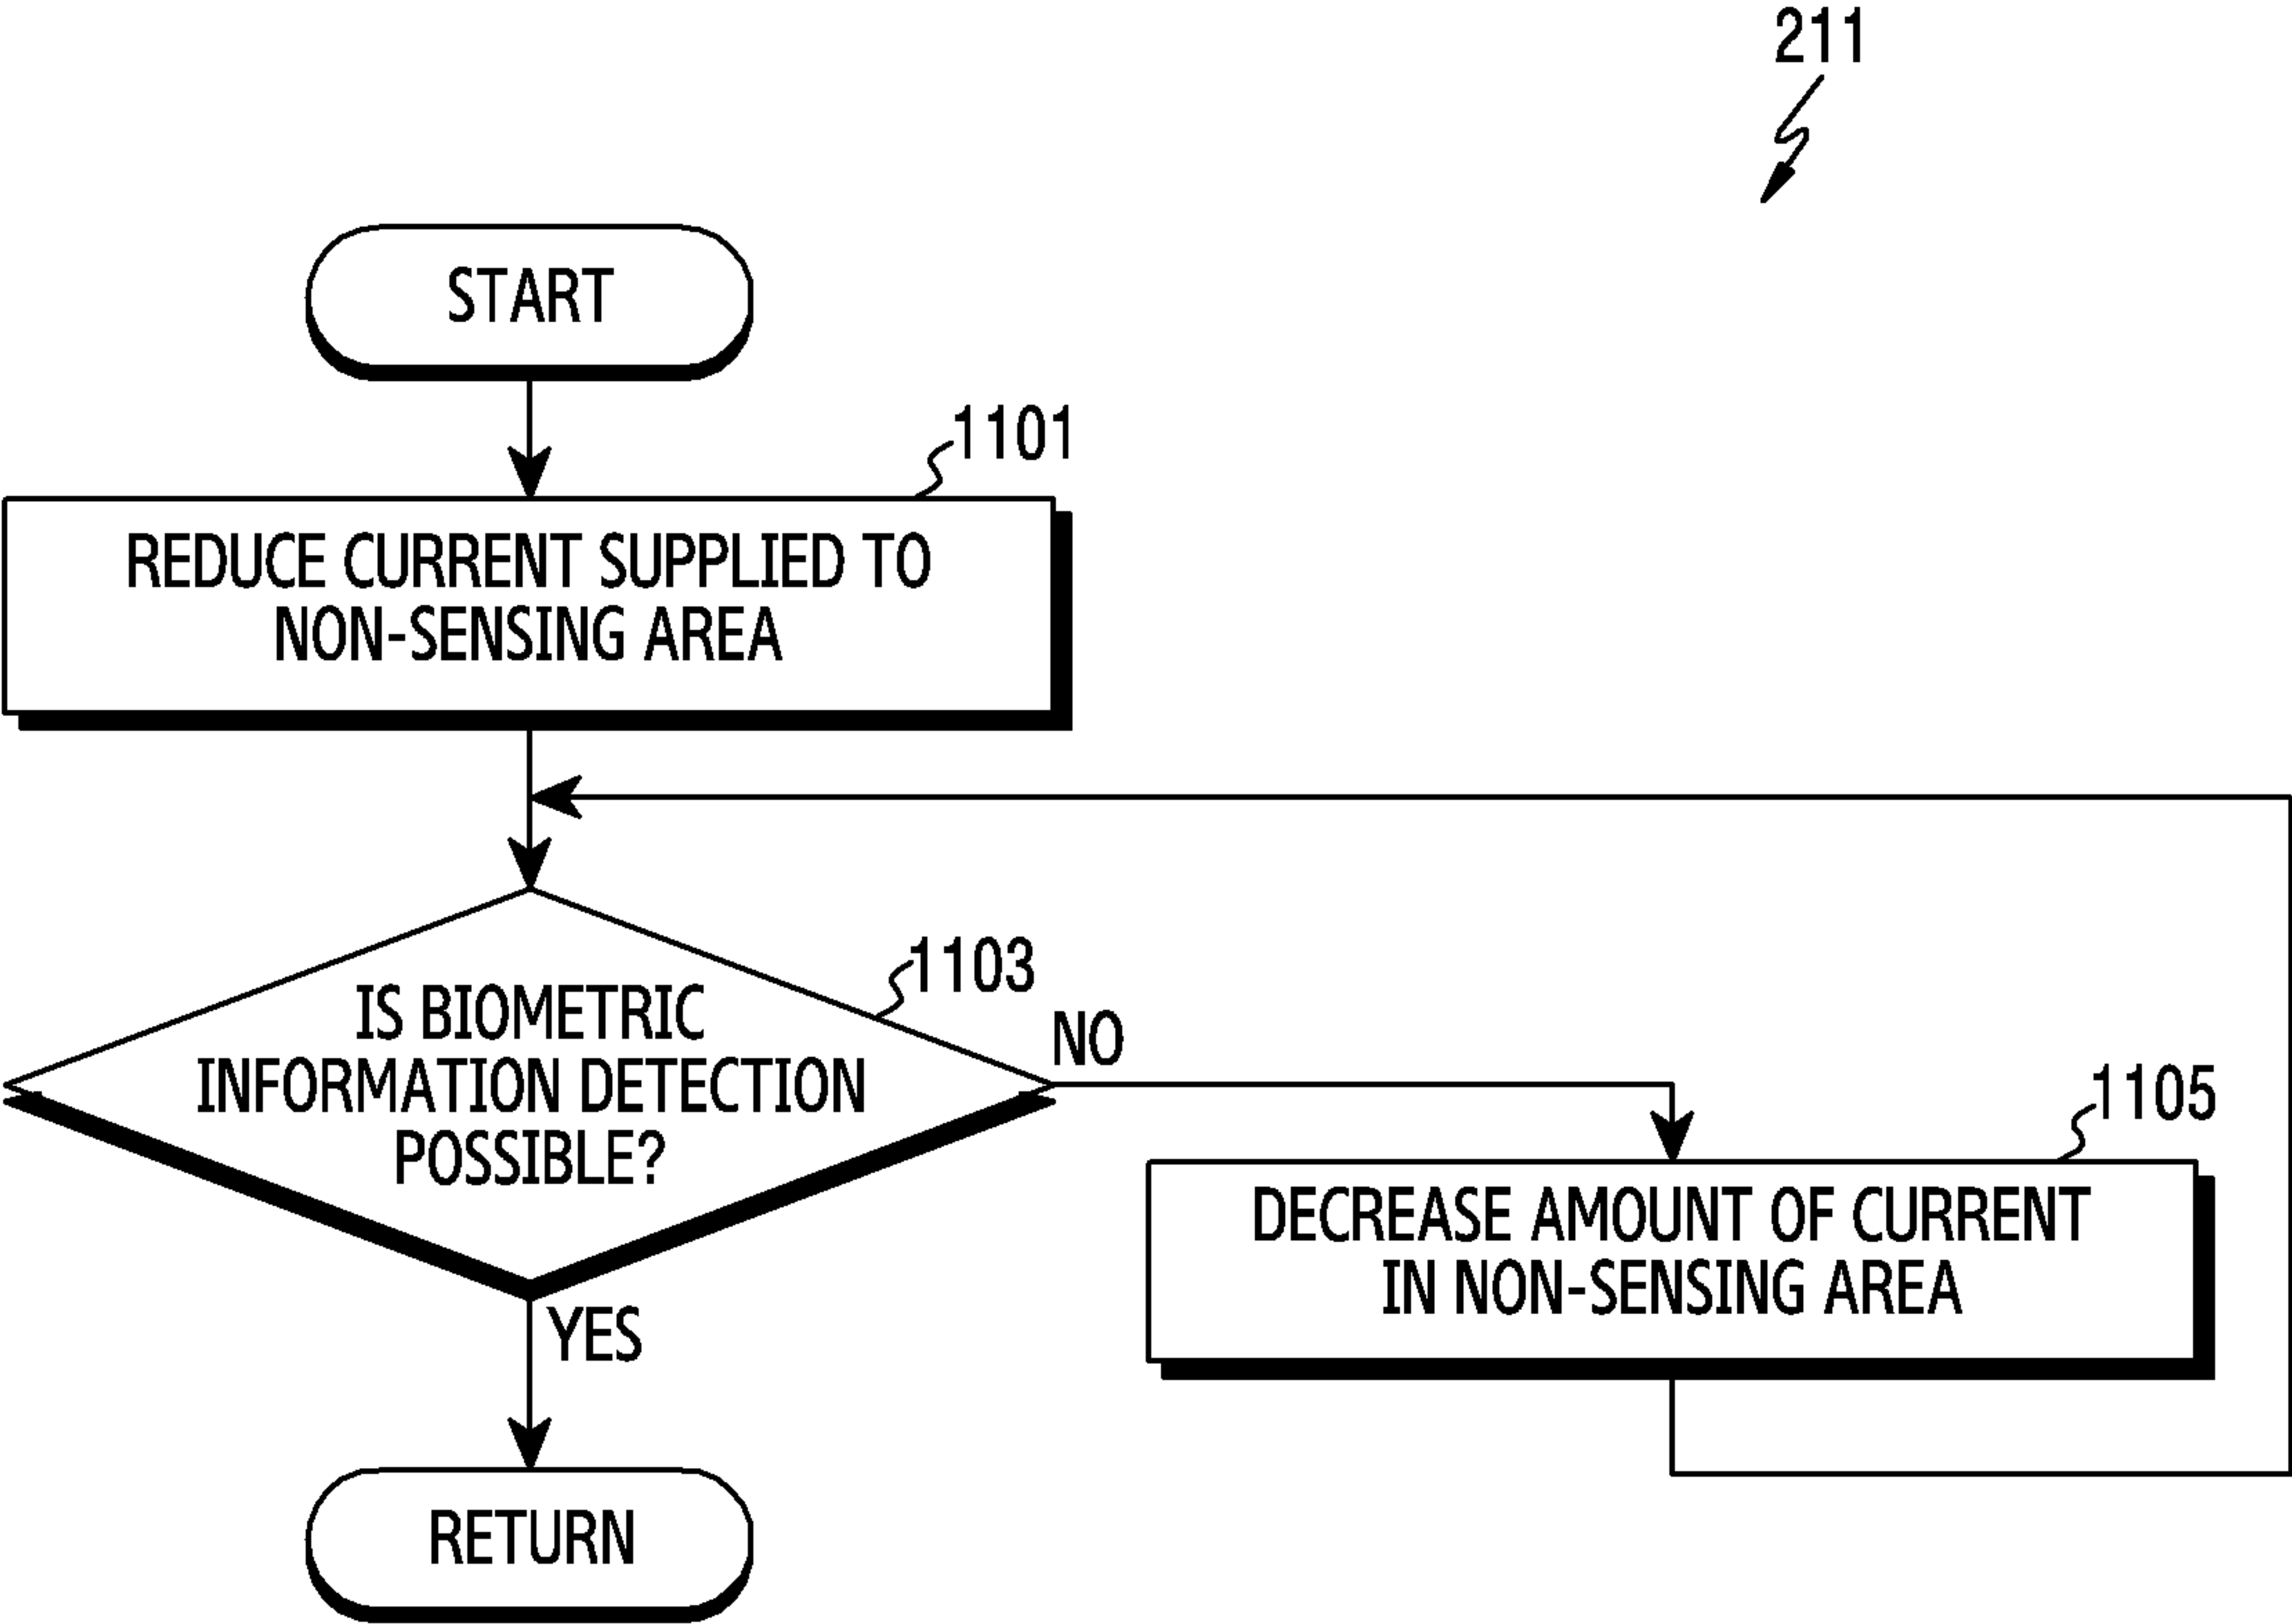 211
START
1101
REDUCE CURRENT SUPPLIED TO
NON-SENSING AREA
1103
IS BIOMETRIC
INFORMATION DETECTION
POSSIBLE?
NO
1105
DECREASE AMOUNT OF CURRENT
IN NON-SENSING AREA
YES
RETURN